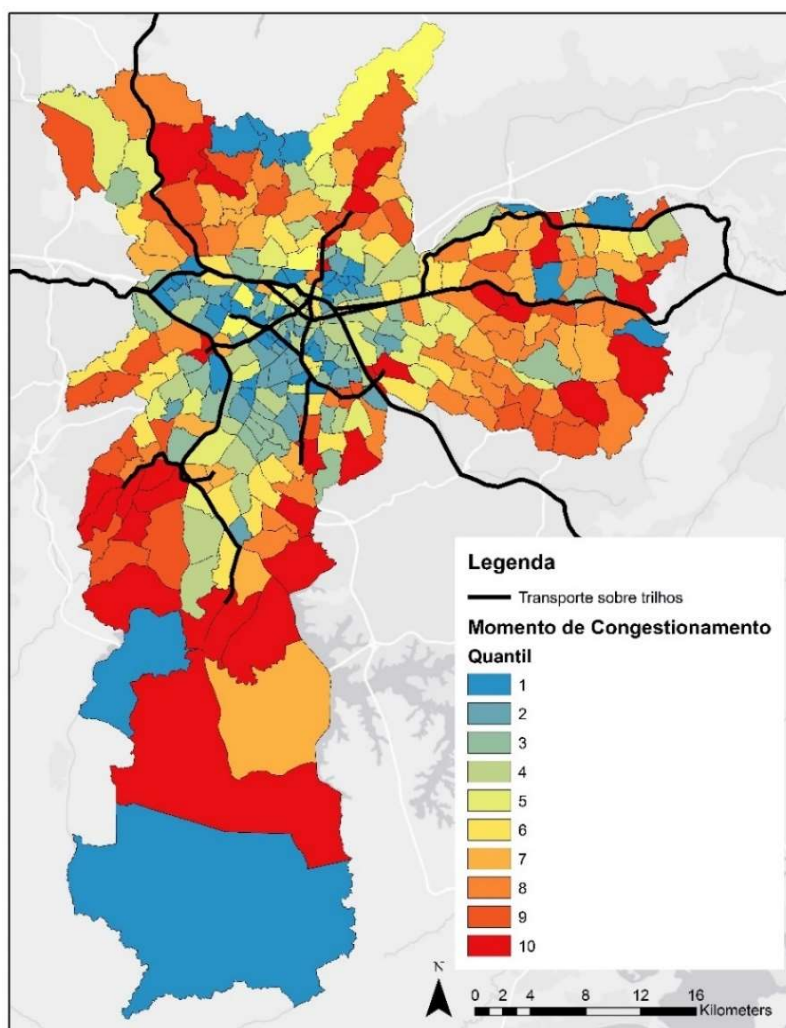 Legenda
Transporte sobre trilhos
Momento de Congestionamento
Quantil
1
2
3
4
5
6
7
8
9
10
N
0 2 4 8 12 16
Kilometers